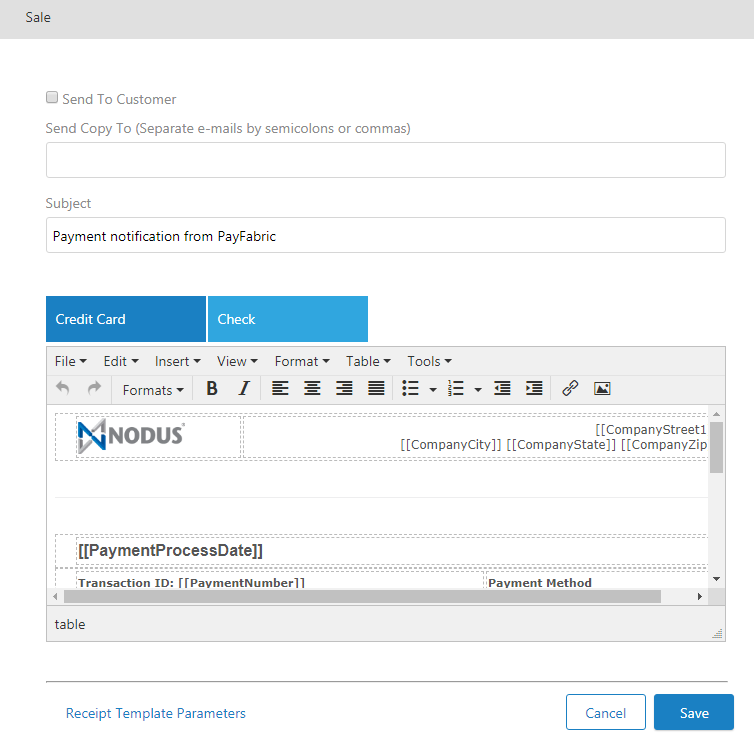 Sale
Send To Customer
Send Copy To (Separate e-mails by semicolons or commas)
Subject
Payment notification from PayFabric
Credit Card Check
File Edit Insert View Format Table Tools
Formats B I
NODUS [[CompanyStreet1
[[CompanyCity]] [[CompanyState]] [[CompanyZip
[[PaymentProcessDate]]
Transaction ID: [[PaymentNumber]] Payment Method
table
Receipt Template Parameters Cancel Save